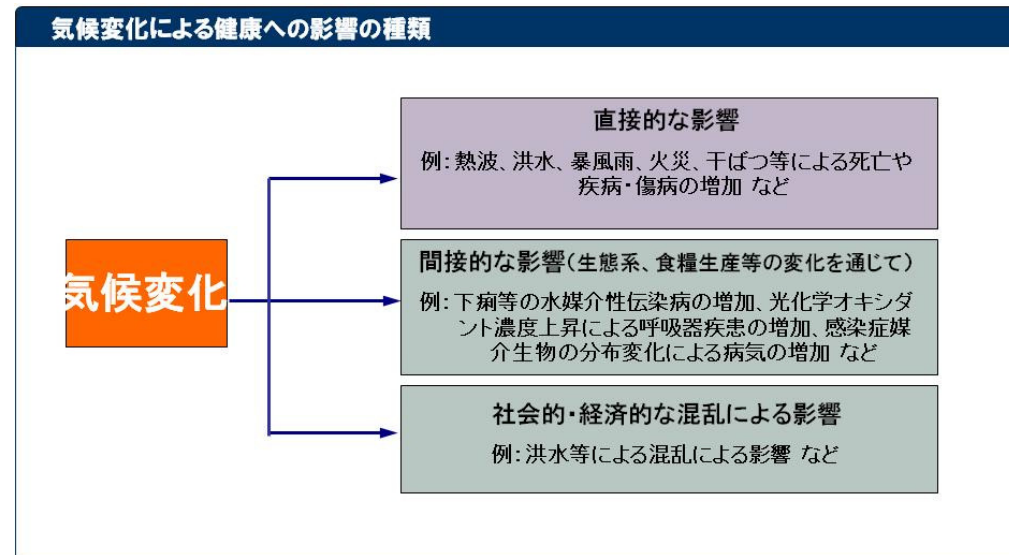 気候変化による健康への影響の種類
気候変化
直接的な影響
例：熱波、洪水、暴風雨、火災、干ばつ等による死亡や
疾病・傷病の増加 など
間接的な影響（生態系、食糧生産等の変化を通じて）
例：下痢等の水媒介性伝染病の増加、光化学オキシダ
ント濃度上昇による呼吸器疾患の増加、感染症媒
介生物の分布変化による病気の増加 など
社会的・経済的な混乱による影響
例：洪水等による混乱による影響 など